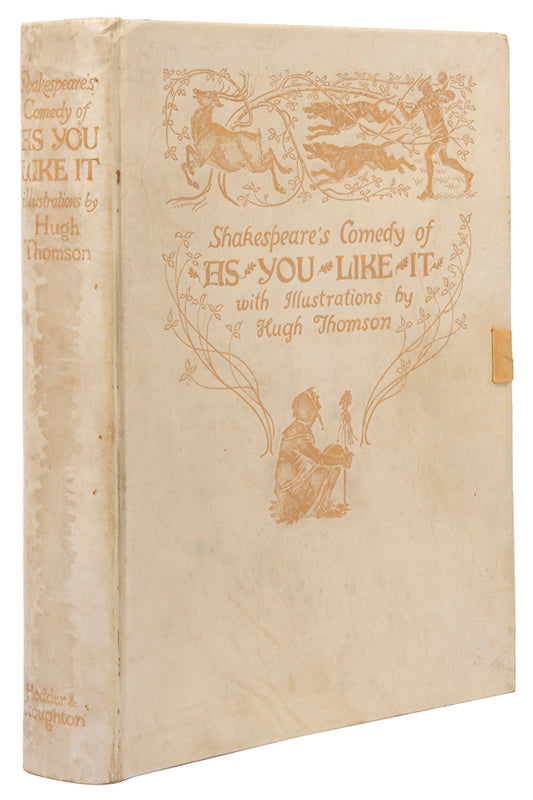 Shakespeare's
Comedy of
AS YOU
LIKE IT
Illustrations by
Hugh
Thomson
Hodder &
Stoughton
Shakespeare's Comedy of
AS YOU LIKE IT
with Illustrations by
Hugh Thomson